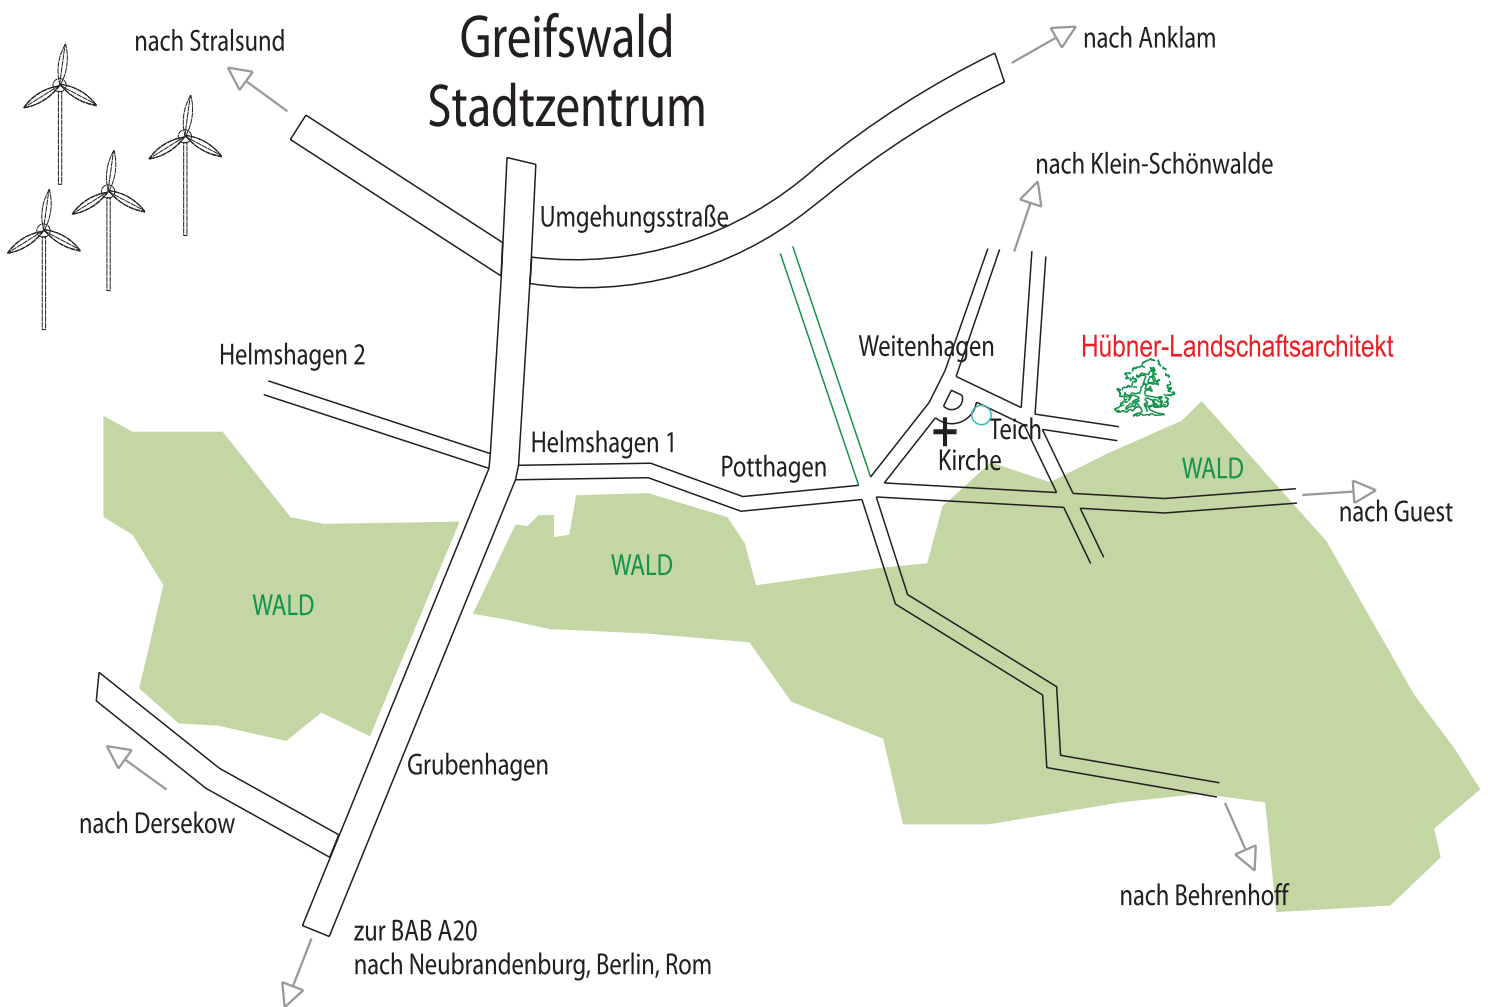 Greifswald
Stadtzentrum
nach Stralsund
nach Anklam
nach Klein-Schönwalde
Umgehungsstraße
Helmshagen 2
Weitenhagen
Hübner-Landschaftsarchitekt
Helmshagen 1
Teich
Potthagen
Kirche
WALD
nach Guest
WALD
WALD
Grubenhagen
nach Dersekow
nach Behrenhoff
zur BAB A20
nach Neubrandenburg, Berlin, Rom